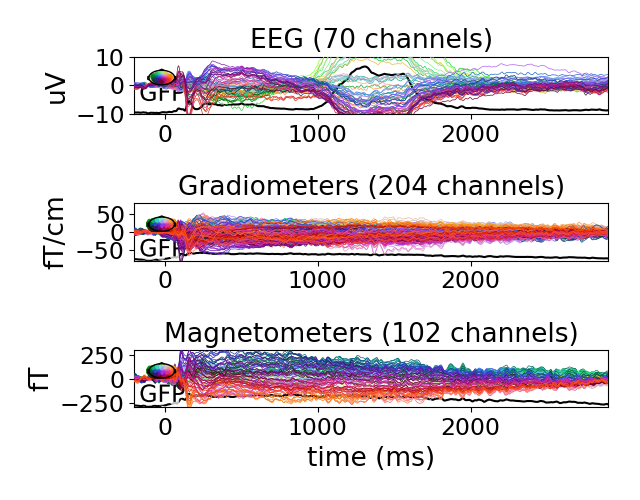 EEG (70 channels)
10
0
−10
uV
GFP
0
1000
2000
Gradiometers (204 channels)
50
0
−50
fT/cm
GFP
0
1000
2000
Magnetometers (102 channels)
250
0
−250
fT
GFP
0
1000
2000
time (ms)